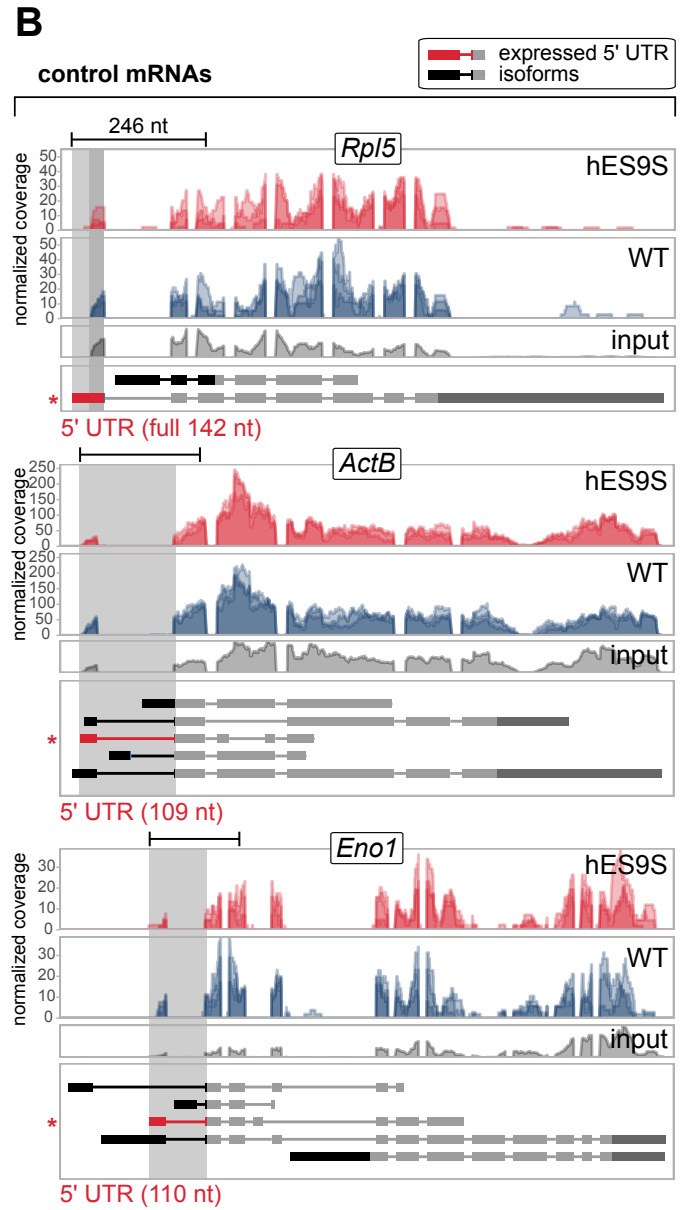 B
expressed 5' UTR
isoforms
control mRNAs
246 nt
Rpl5
hES9S
normalized coverage
50
40
30
20
10
0
WT
50
40
30
20
10
0
input
*
5' UTR (full 142 nt)
ActB
hES9S
normalized coverage
250
200
150
100
50
0
WT
250
200
150
100
50
0
input
*
5' UTR (109 nt)
Eno1
hES9S
normalized coverage
30
20
10
0
WT
30
20
10
0
input
*
5' UTR (110 nt)